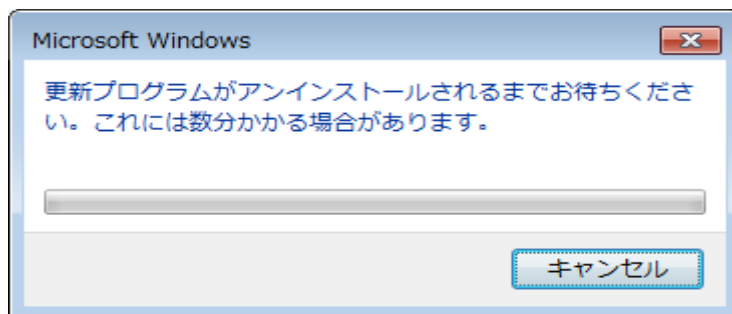 Microsoft Windows
更新プログラムがアンインストールされるまでお待ちくださ
い。これには数分かかる場合があります。
キャンセル